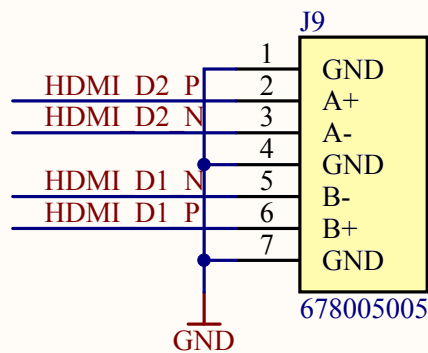 J9
1 GND
HDMI_D2_P 2 A+
HDMI_D2_N 3 A-
4 GND
HDMI_D1_N 5 B-
HDMI_D1_P 6 B+
7 GND
678005005
GND